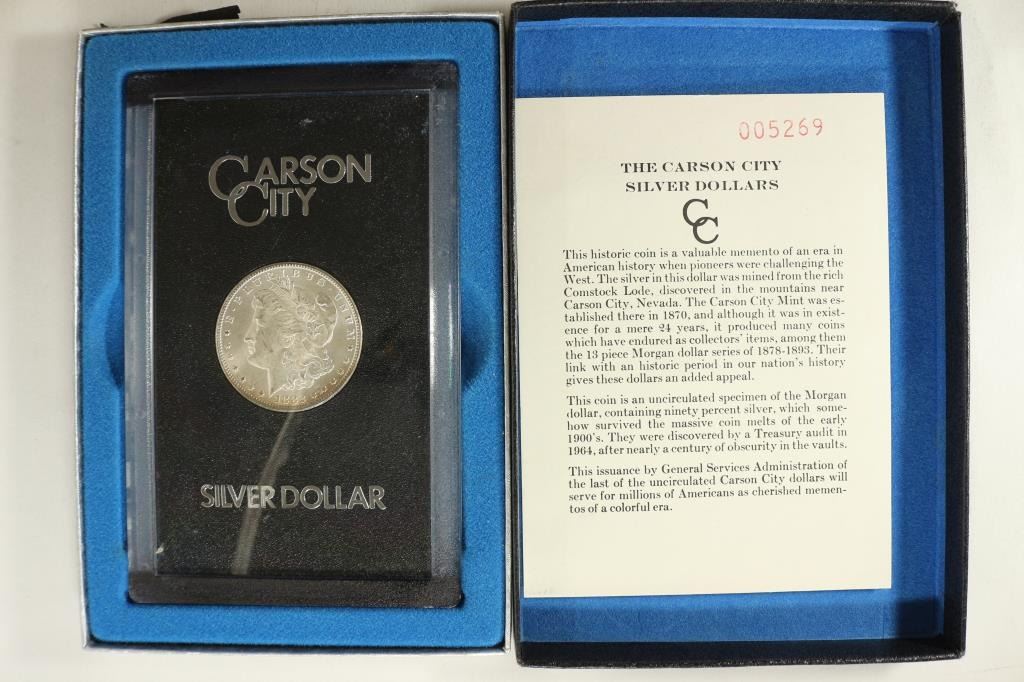 CARSON
CITY
E PLURIBUS UNUM
1883
SILVER DOLLAR
005269
THE CARSON CITY
SILVER DOLLARS
CC
This historic coin is a valuable memento of an era in
American history when pioneers were challenging the
West. The silver in this dollar was mined from the rich
Comstock Lode, discovered in the mountains near
Carson City, Nevada. The Carson City Mint was es-
tablished there in 1870, and although it was in exist-
ence for a mere 24 years, it produced many coins
which have endured as collectors' items, among them
the 13 piece Morgan dollar series of 1878-1893. Their
link with an historic period in our nation's history
gives these dollars an added appeal.
This coin is an uncirculated specimen of the Morgan
dollar, containing ninety percent silver, which some-
how survived the massive coin melts of the early
1900's. They were discovered by a Treasury audit in
1964, after nearly a century of obscurity in the vaults.
This issuance by General Services Administration of
the last of the uncirculated Carson City dollars will
serve for millions of Americans as cherished memen-
tos of a colorful era.